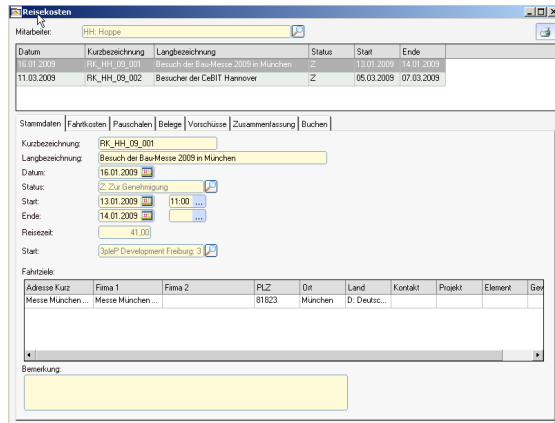 Reisekosten
Mitarbeiter: HH: Hoppe
Datum Kurzbezeichnung Langbezeichnung Status Start Ende
16.01.2009 RK_HH_09_001 Besuch der Bau-Messe 2009 in München Z 13.01.2009 14.01.2009
11.03.2009 RK_HH_09_002 Besucher der CeBIT Hannover Z 05.03.2009 07.03.2009
Stammdaten Fahrtkosten Pauschalen Belege Vorschüsse Zusammenfassung Buchen
Kurzbezeichnung: RK_HH_09_001
Langbezeichnung: Besuch der Bau-Messe 2009 in München
Datum: 16.01.2009
Status: Z: Zur Genehmigung
Start: 13.01.2009 11:00 ...
Ende: 14.01.2009 ...
Reisezeit: 41,00
Start: 3pleP Development Freiburg: 3
Fahrtziele:
Adresse Kurz Firma 1 Firma 2 PLZ Ort Land Kontakt Projekt Element Gew
Messe München ... Messe München ... 81823 München D: Deutsc...
Bemerkung: